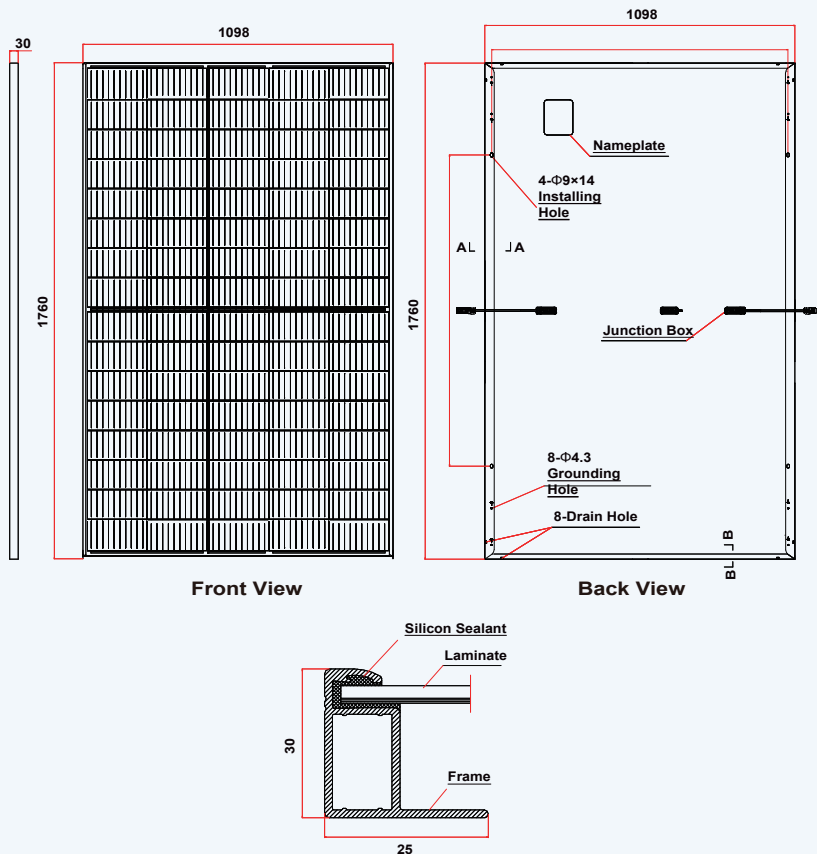 1098
30
1760
Front View
1098
1760
Nameplate
4-Φ9×14
Installing
Hole
A
A
Junction Box
8-Φ4.3
Grounding
Hole
8-Drain Hole
B
B
Back View
Silicon Sealant
Laminate
30
Frame
25